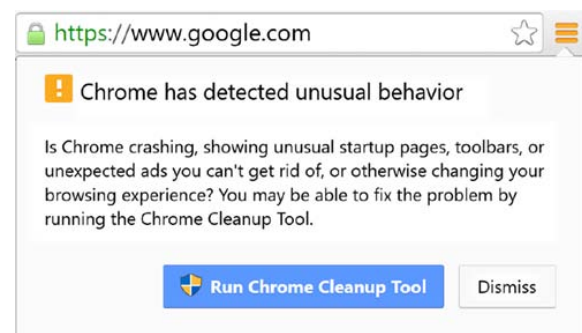 https://www.google.com
Chrome has detected unusual behavior
Is Chrome crashing, showing unusual startup pages, toolbars, or
unexpected ads you can't get rid of, or otherwise changing your
browsing experience? You may be able to fix the problem by
running the Chrome Cleanup Tool.
Run Chrome Cleanup Tool
Dismiss